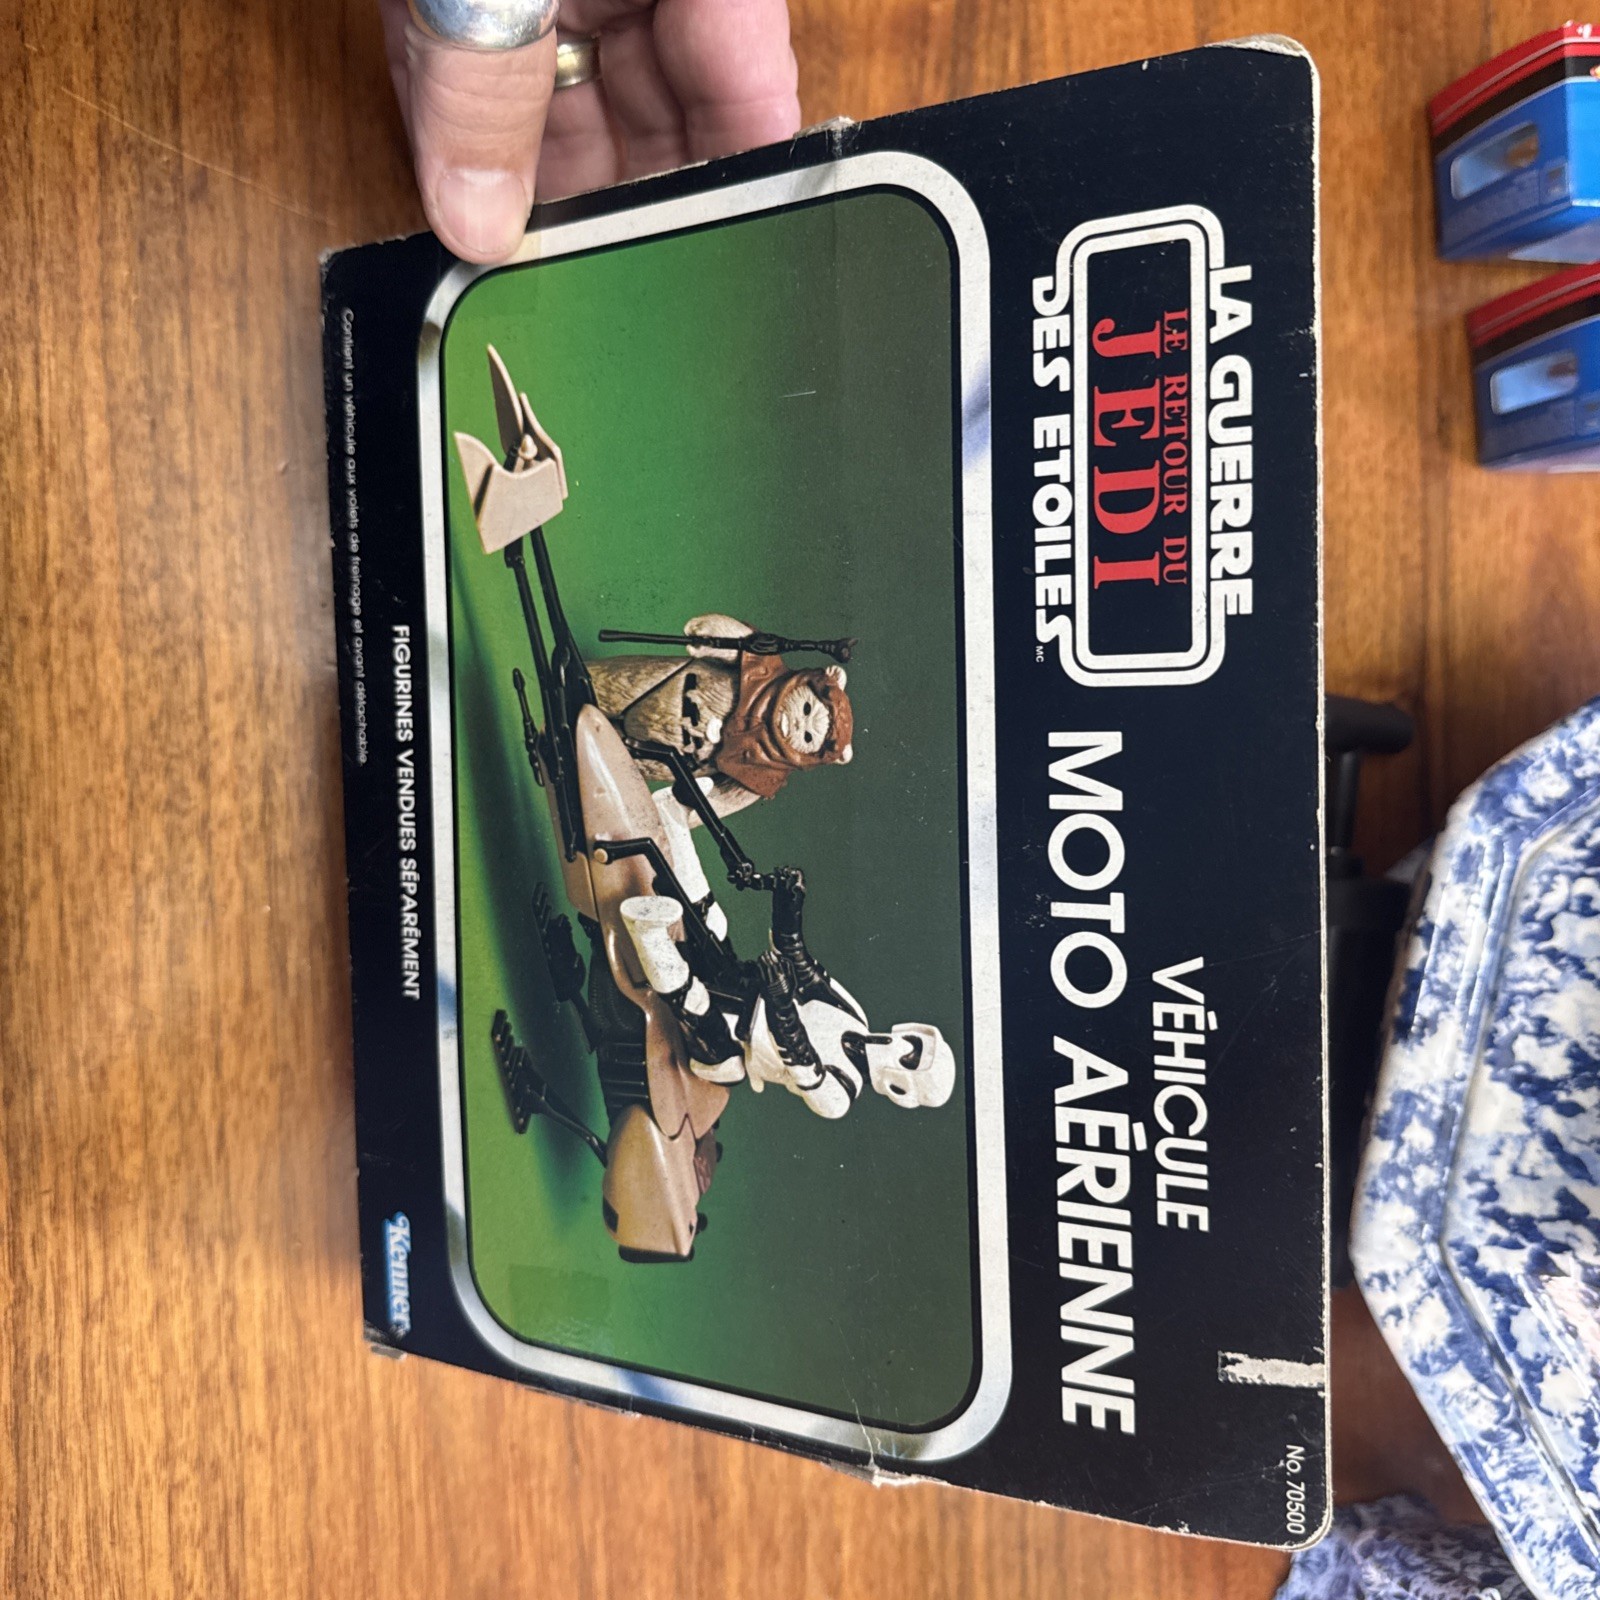 LA GUERRE
LE RETOUR DU
JEDI
DES ETOILES MC
VÉHICULE
MOTO AÉRIENNE
No. 70500
FIGURINES VENDUES SÉPARÉMENT
Contient un véhicule aux volets de freinage et avant détachable.
Kenner